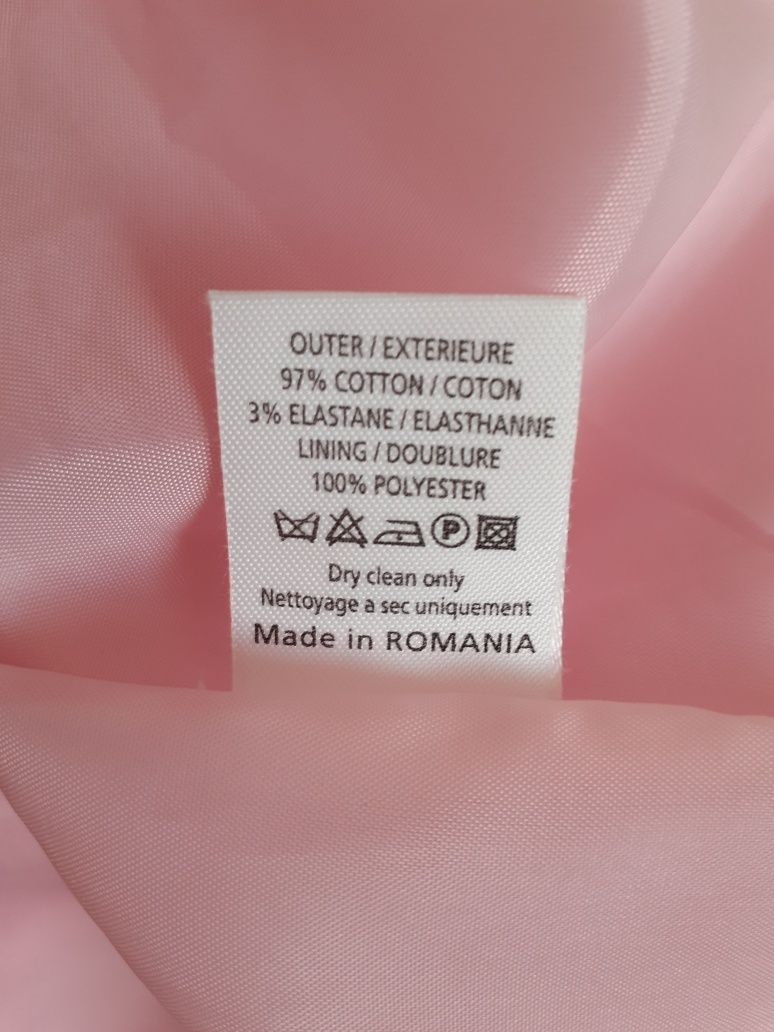 OUTER / EXTERIEURE
97% COTTON / COTON
3% ELASTANE / ELASTHANNE
LINING / DOUBLURE
100% POLYESTER
P
Dry clean only
Nettoyage a sec uniquement
Made in ROMANIA